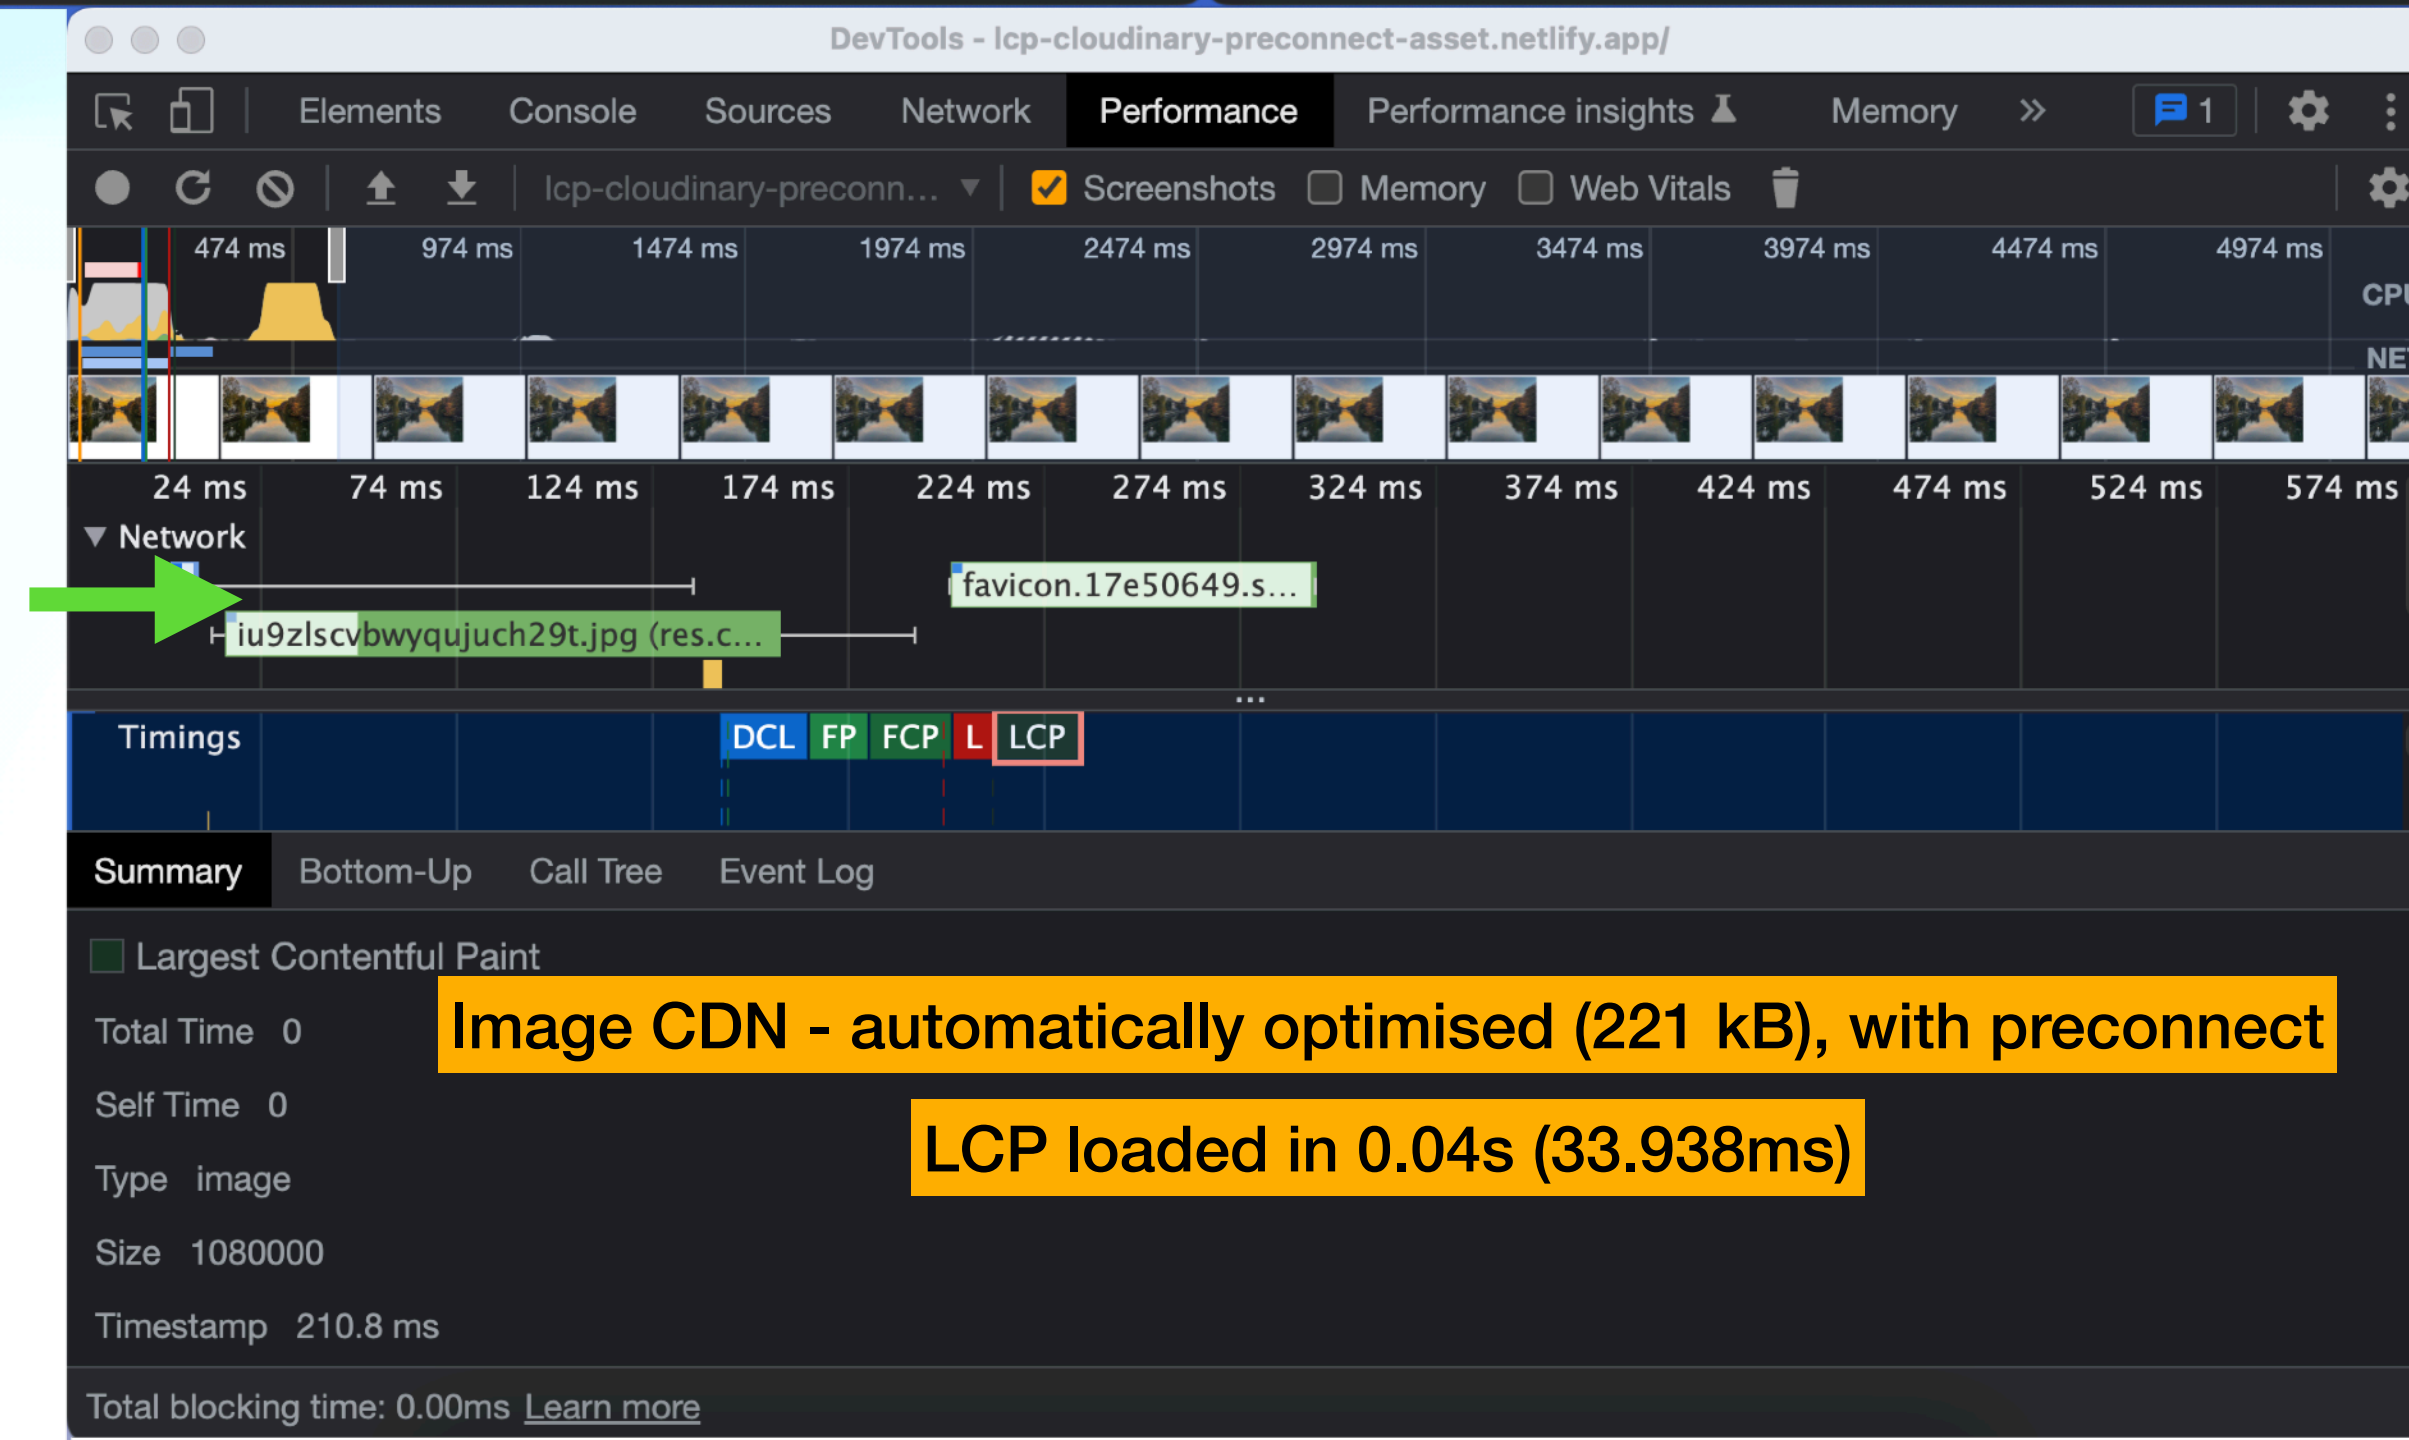 DevTools - lcp-cloudinary-preconnect-asset.netlify.app/
Elements Console Sources Network Performance Performance insights Memory » 1
lcp-cloudinary-preconn... Screenshots Memory Web Vitals
474 ms 974 ms 1474 ms 1974 ms 2474 ms 2974 ms 3474 ms 3974 ms 4474 ms 4974 ms
CPU
NET
24 ms 74 ms 124 ms 174 ms 224 ms 274 ms 324 ms 374 ms 424 ms 474 ms 524 ms 574 ms
Network
favicon.17e50649.s...
iu9zlscvbwyqujuch29t.jpg (res.c...
...
Timings DCL FP FCP L LCP
Summary Bottom-Up Call Tree Event Log
Largest Contentful Paint
Total Time 0
Image CDN - automatically optimised (221 kB), with preconnect
Self Time 0
LCP loaded in 0.04s (33.938ms)
Type image
Size 1080000
Timestamp 210.8 ms
Total blocking time: 0.00ms Learn more